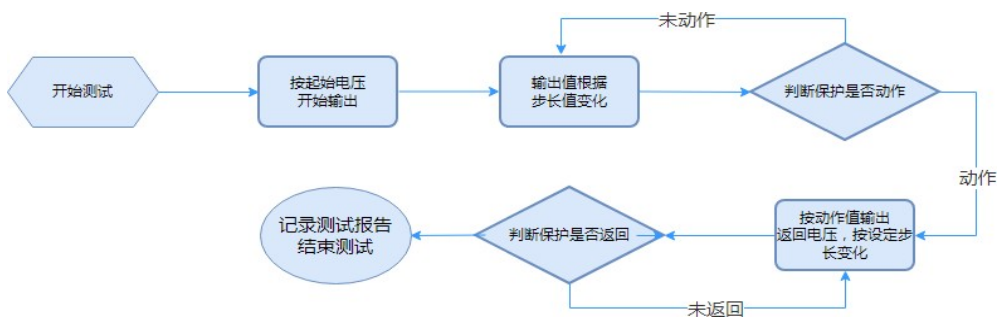 未动作
开始测试
按起始电压
开始输出
输出值根据
步长值变化
判断保护是否动作
动作
按动作值输出
返回电压，按设定步
长变化
判断保护是否返回
记录测试报告
结束测试
未返回